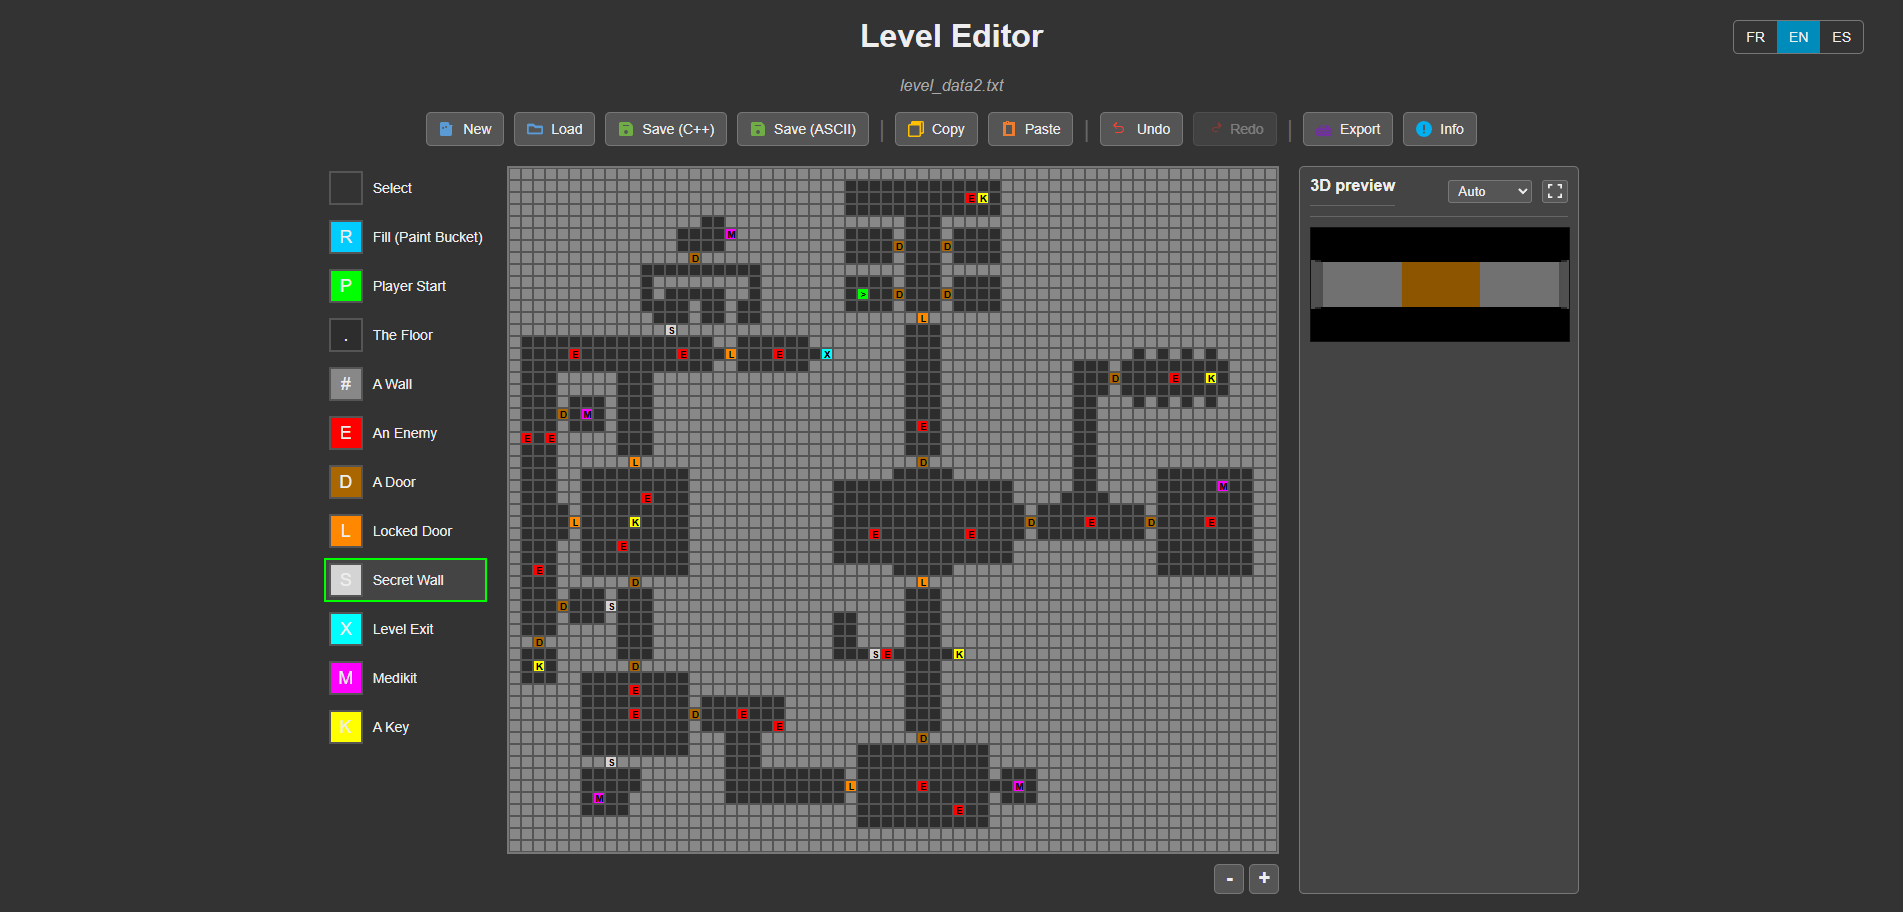 Level Editor
FR EN ES
level_data2.txt
New Load Save (C++) Save (ASCII) | Copy Paste | Undo Redo | Export Info
Select
R Fill (Paint Bucket)
P Player Start
. The Floor
# A Wall
E An Enemy
D A Door
L Locked Door
S Secret Wall
X Level Exit
M Medikit
K A Key
E K
M D D
D
> D D
L
S
E E L E X
D E K
D M
E
E E
L D
M
E
L K D E D E
E E E
E
D L
D S
D S E K
K D
E
E D E
E
D
S
L E M
M
E
3D preview Auto
- +